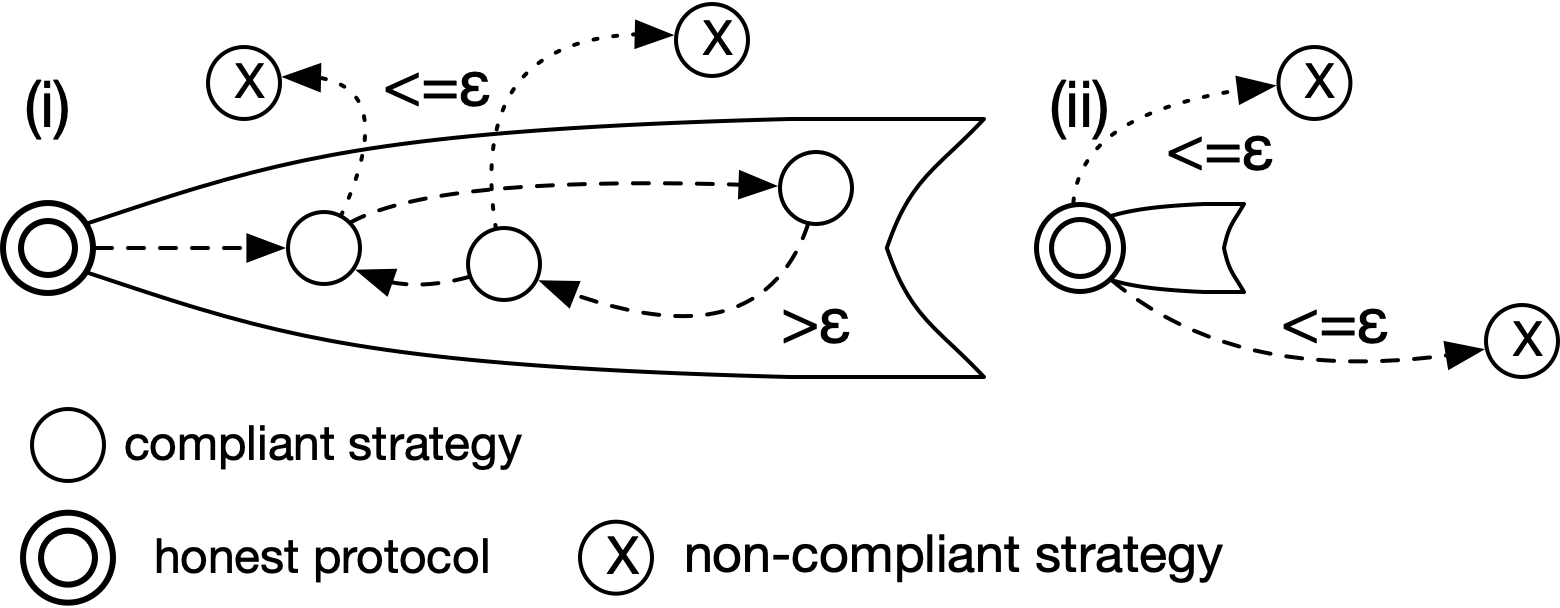 (i)
X
<=ε
X
>ε
(ii)
X
<=ε
<=ε
X
compliant strategy
honest protocol
X
non-compliant strategy